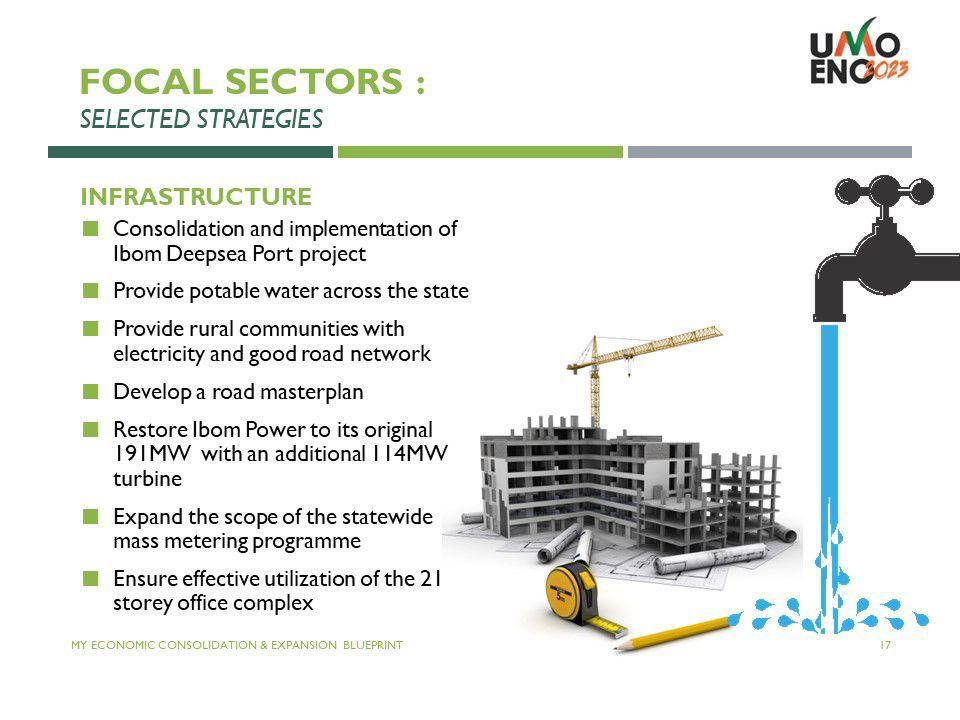 UMO
ENO 2023
FOCAL SECTORS :
SELECTED STRATEGIES
INFRASTRUCTURE
Consolidation and implementation of
Ibom Deepsea Port project
Provide potable water across the state
Provide rural communities with
electricity and good road network
Develop a road masterplan
Restore Ibom Power to its original
191MW with an additional 114MW
turbine
Expand the scope of the statewide
mass metering programme
Ensure effective utilization of the 21
storey office complex
MY ECONOMIC CONSOLIDATION & EXPANSION BLUEPRINT
17